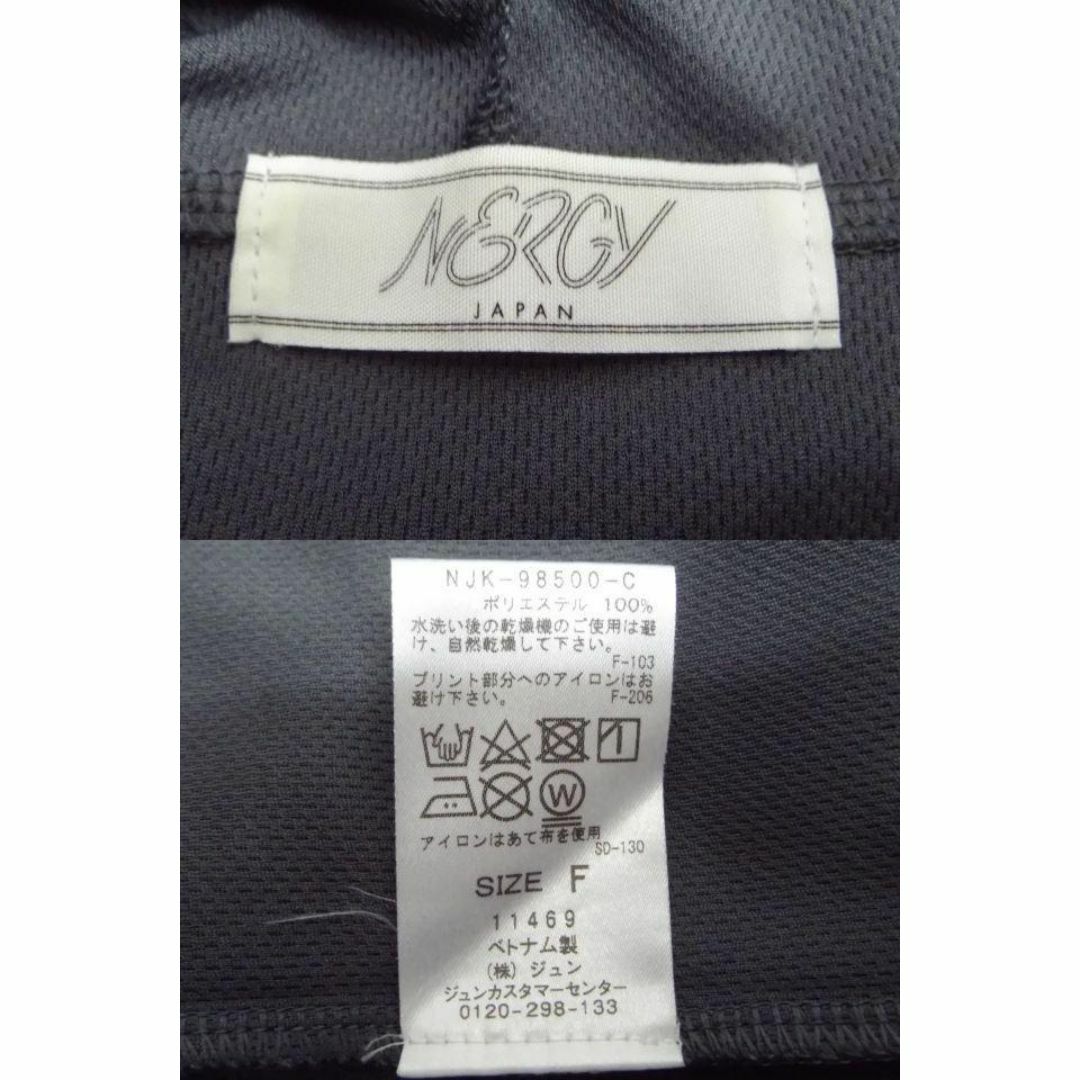 NERGY
JAPAN
NJK-98500-C
ポリエステル 100%
水洗い後の乾燥機のご使用は避
け、自然乾燥して下さい。
F-103
プリント部分へのアイロンはお
避け下さい。 F-206
W
アイロンはあて布を使用
SD-130
SIZE F
11469
ベトナム製
(株) ジュン
ジュンカスタマーセンター
0120-298-133